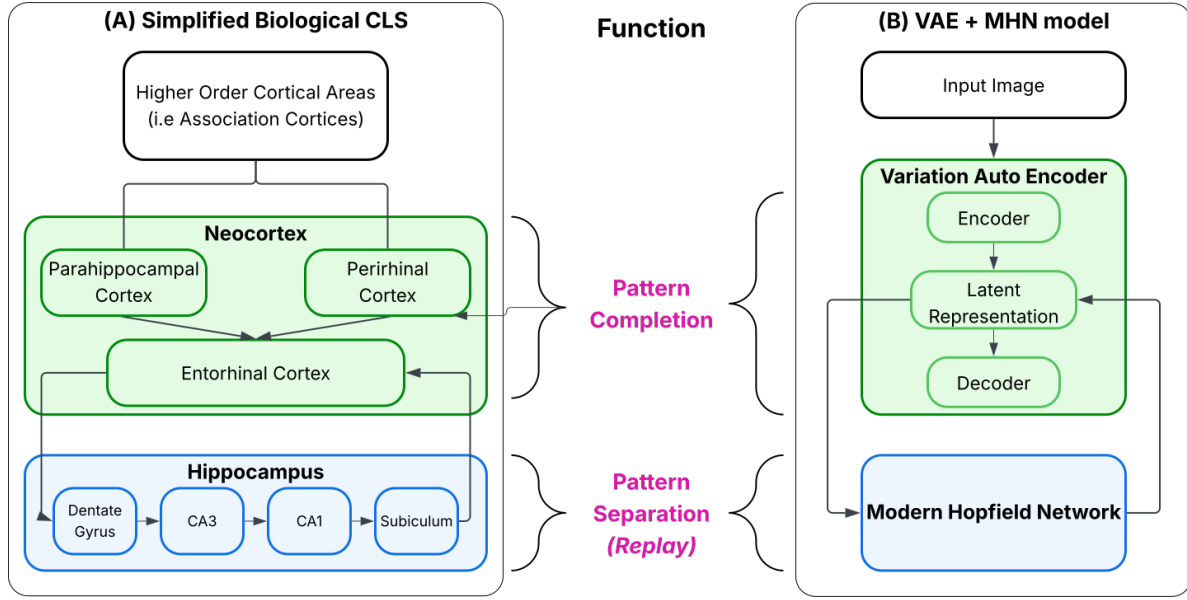 (A) Simplified Biological CLS
Higher Order Cortical Areas
(i.e Association Cortices)
Neocortex
Parahippocampal
Cortex
Perirhinal
Cortex
Entorhinal Cortex
Hippocampus
Dentate
Gyrus
CA3
CA1
Subiculum
Function
Pattern
Completion
Pattern
Separation
(Replay)
(B) VAE + MHN model
Input Image
Variation Auto Encoder
Encoder
Latent
Representation
Decoder
Modern Hopfield Network